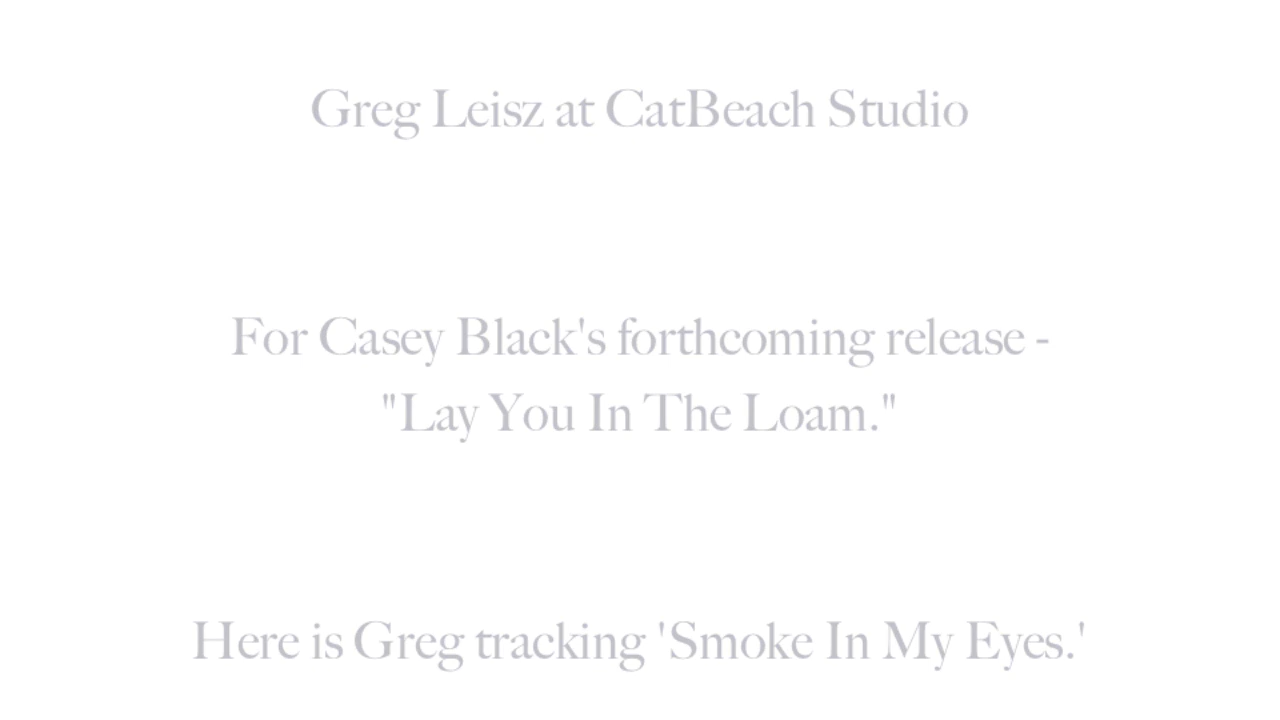 Greg Leisz at CatBeach Studio
For Casey Black's forthcoming release -
"Lay You In The Loam."
Here is Greg tracking 'Smoke In My Eyes.'